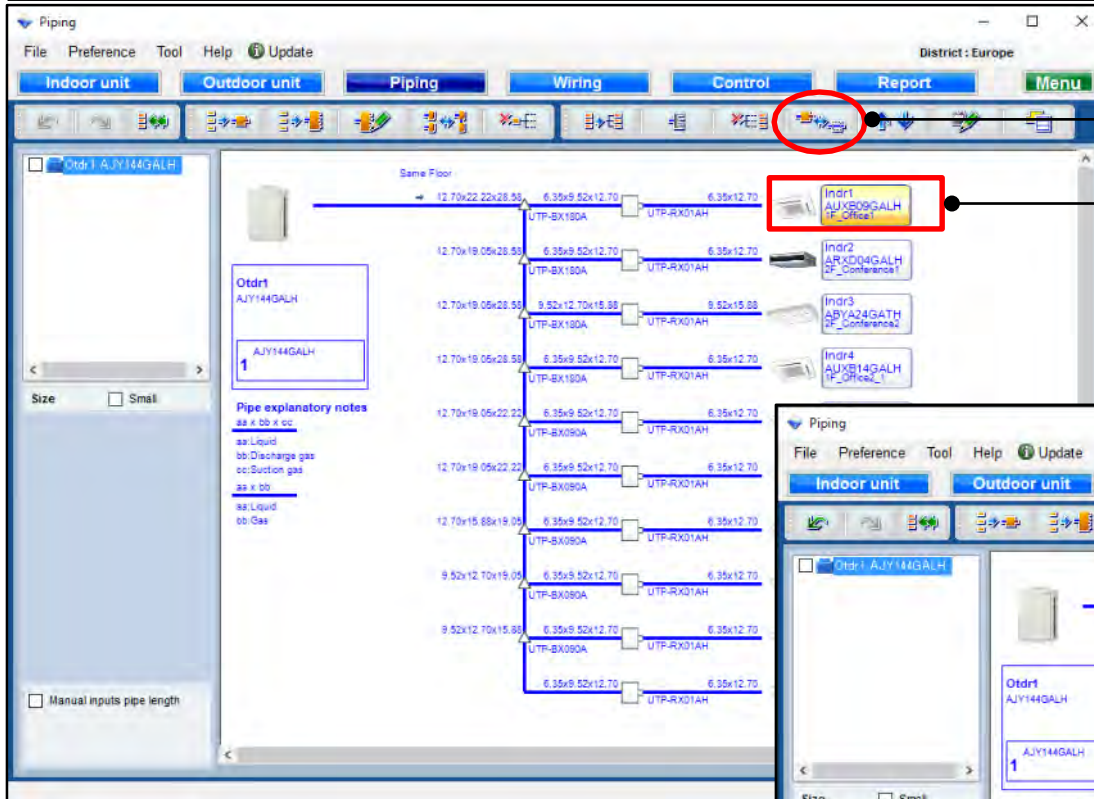 Piping
File Preference Tool Help Update
District : Europe
Indoor unit Outdoor unit Piping Wiring Control Report Menu
Otdr1 AJY144GALH
Size Small
Manual inputs pipe length
Same Floor
12.70x22.22x28.58 6.35x9.52x12.70 6.35x12.70
UTP-BX180A UTP-RX01AH
Indr1
AUXB09GALH
1F_Office1
12.70x19.05x28.58 6.35x9.52x12.70 6.35x12.70
UTP-BX180A UTP-RX01AH
Indr2
ARXD04GALH
2F_Conference1
Otdr1
AJY144GALH
AJY144GALH
1
12.70x19.05x28.58 9.52x12.70x15.88 9.52x15.88
UTP-BX180A UTP-RX01AH
Indr3
ABYA24GATH
2F_Conference2
12.70x19.05x28.58 6.35x9.52x12.70 6.35x12.70
UTP-BX180A UTP-RX01AH
Indr4
AUXB14GALH
1F_Office2_1
Pipe explanatory notes
aa x bb x cc
aa:Liquid
bb:Discharge gas
cc:Suction gas
aa x bb
aa:Liquid
bb:Gas
12.70x19.05x22.22 6.35x9.52x12.70 6.35x12.70
UTP-BX090A UTP-RX01AH
12.70x19.05x22.22 6.35x9.52x12.70 6.35x12.70
UTP-BX090A UTP-RX01AH
12.70x15.88x19.05 6.35x9.52x12.70 6.35x12.70
UTP-BX090A UTP-RX01AH
9.52x12.70x19.05 6.35x9.52x12.70 6.35x12.70
UTP-BX090A UTP-RX01AH
9.52x12.70x15.88 6.35x9.52x12.70 6.35x12.70
UTP-BX090A UTP-RX01AH
6.35x9.52x12.70 6.35x12.70
UTP-RX01AH
Piping
File Preference Tool Help Update
Indoor unit Outdoor unit
Otdr1 AJY144GALH
Otdr1
AJY144GALH
AJY144GALH
1
Size Small